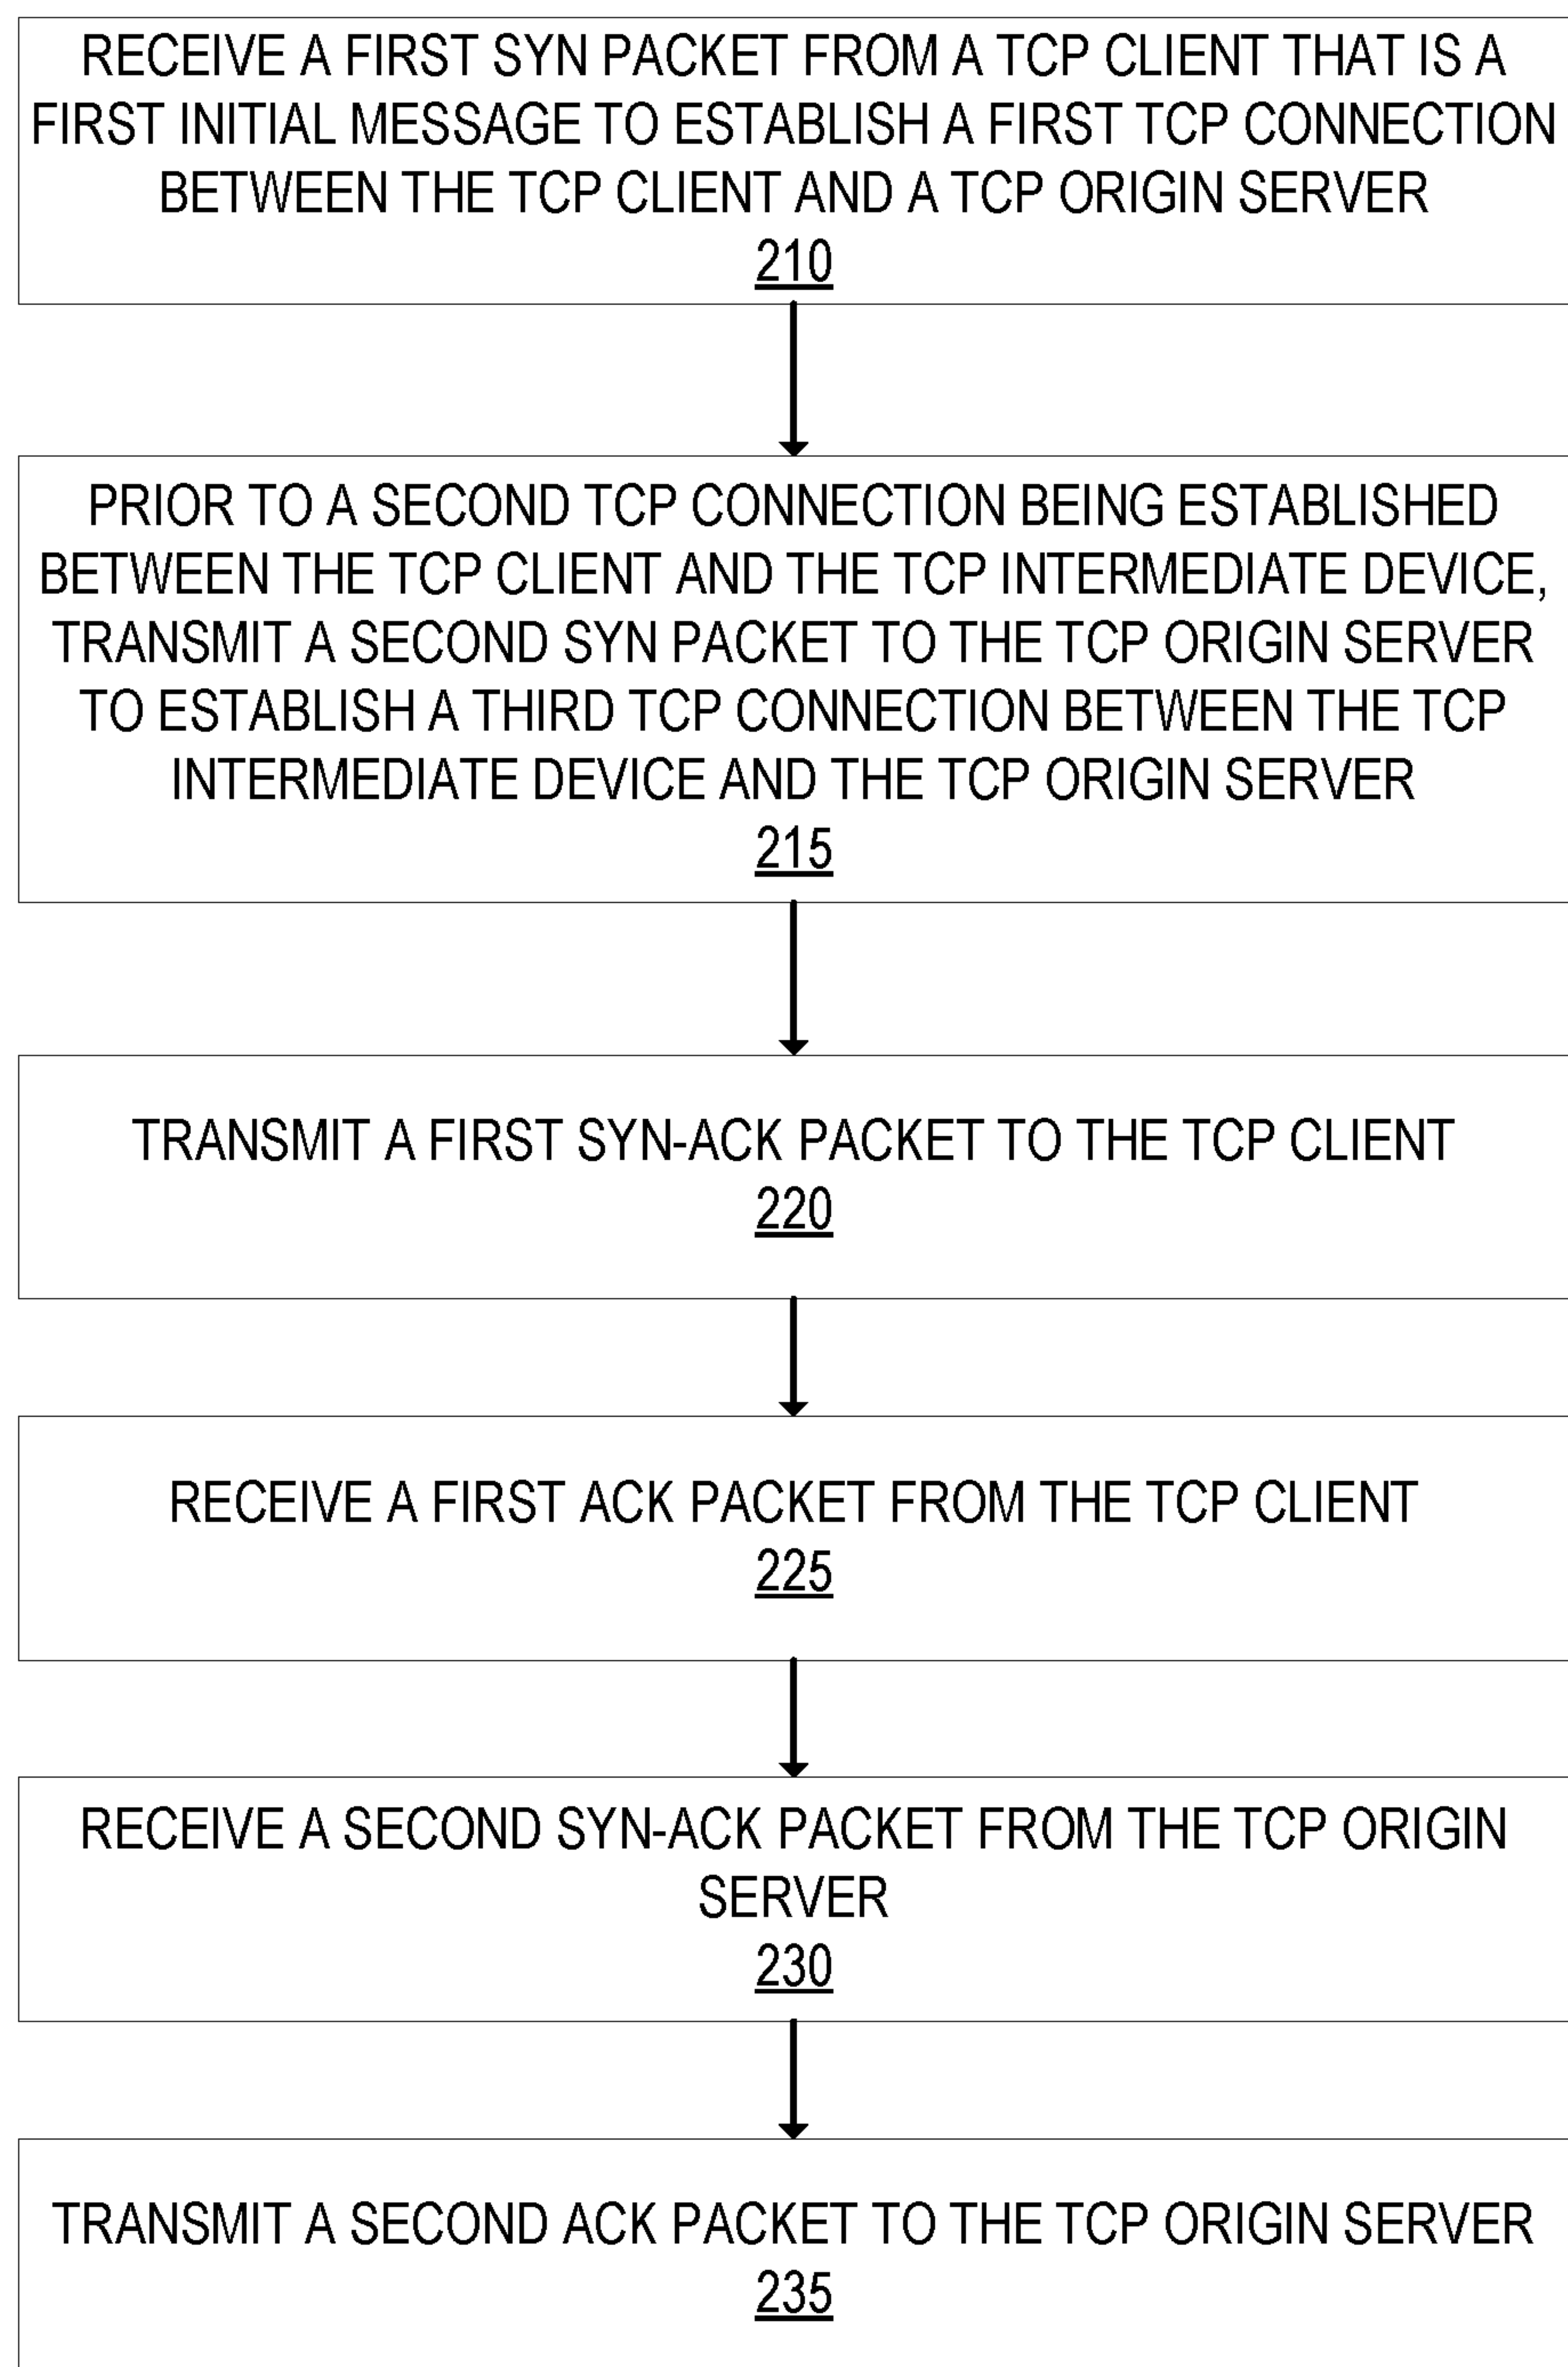 RECEIVE A FIRST SYN PACKET FROM A TCP CLIENT THAT IS A
FIRST INITIAL MESSAGE TO ESTABLISH A FIRST TCP CONNECTION
BETWEEN THE TCP CLIENT AND A TCP ORIGIN SERVER
210
PRIOR TO A SECOND TCP CONNECTION BEING ESTABLISHED
BETWEEN THE TCP CLIENT AND THE TCP INTERMEDIATE DEVICE,
TRANSMIT A SECOND SYN PACKET TO THE TCP ORIGIN SERVER
TO ESTABLISH A THIRD TCP CONNECTION BETWEEN THE TCP
INTERMEDIATE DEVICE AND THE TCP ORIGIN SERVER
215
TRANSMIT A FIRST SYN-ACK PACKET TO THE TCP CLIENT
220
RECEIVE A FIRST ACK PACKET FROM THE TCP CLIENT
225
RECEIVE A SECOND SYN-ACK PACKET FROM THE TCP ORIGIN
SERVER
230
TRANSMIT A SECOND ACK PACKET TO THE TCP ORIGIN SERVER
235